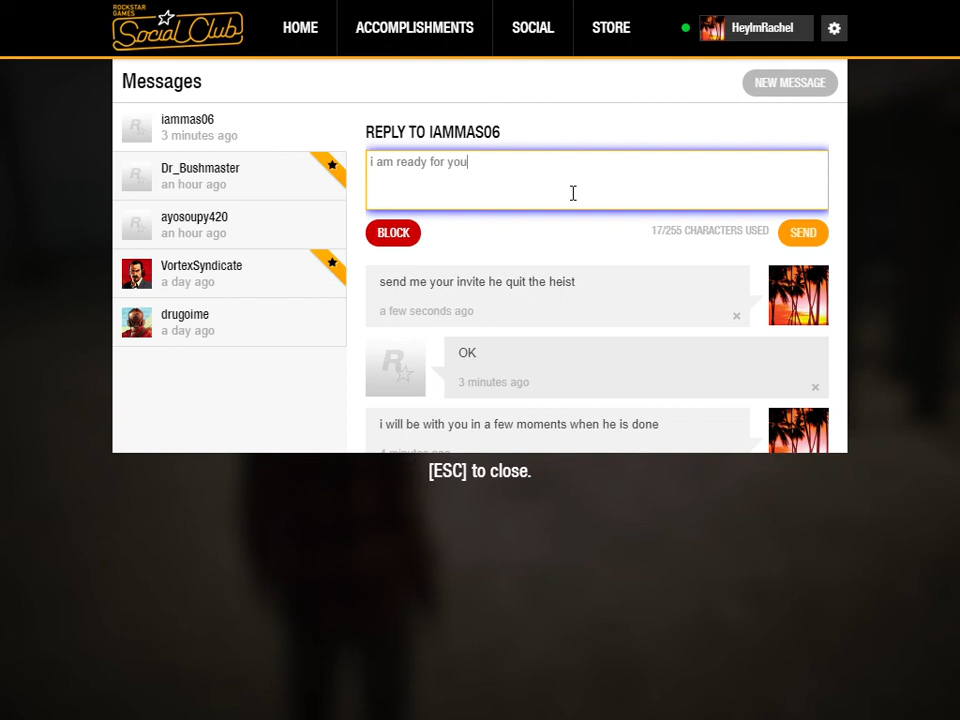 ROCKSTAR
GAMES
Social Club
HOME
ACCOMPLISHMENTS
SOCIAL
STORE
HeyImRachel
Messages
NEW MESSAGE
iammas06
3 minutes ago
Dr_Bushmaster
an hour ago
ayosoupy420
an hour ago
VortexSyndicate
a day ago
drugoime
a day ago
REPLY TO IAMMAS06
i am ready for you
BLOCK
17/255 CHARACTERS USED
SEND
send me your invite he quit the heist
a few seconds ago
OK
3 minutes ago
i will be with you in a few moments when he is done
[ESC] to close.